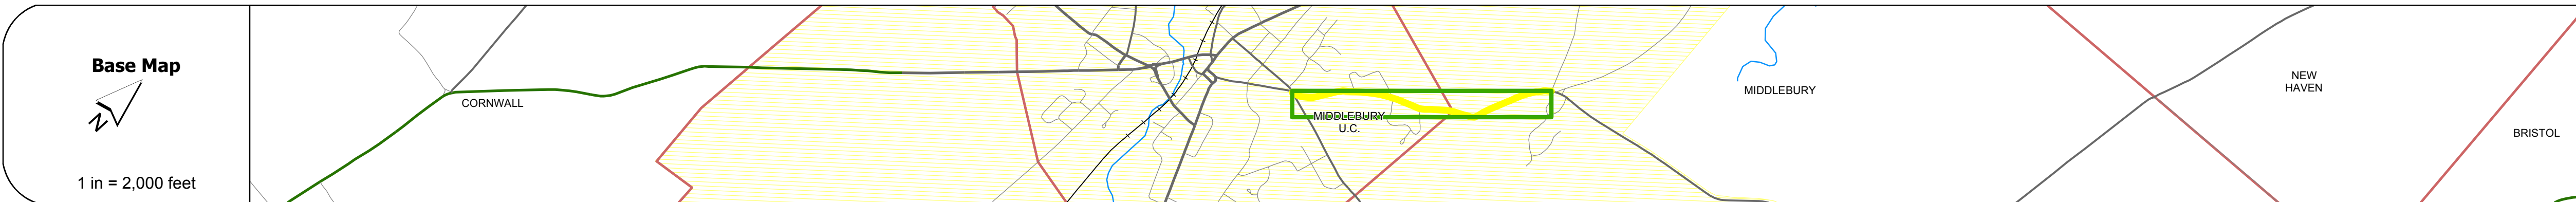 Base Map
N
1 in = 2,000 feet
CORNWALL
MIDDLEBURY
U.C.
MIDDLEBURY
NEW
HAVEN
BRISTOL